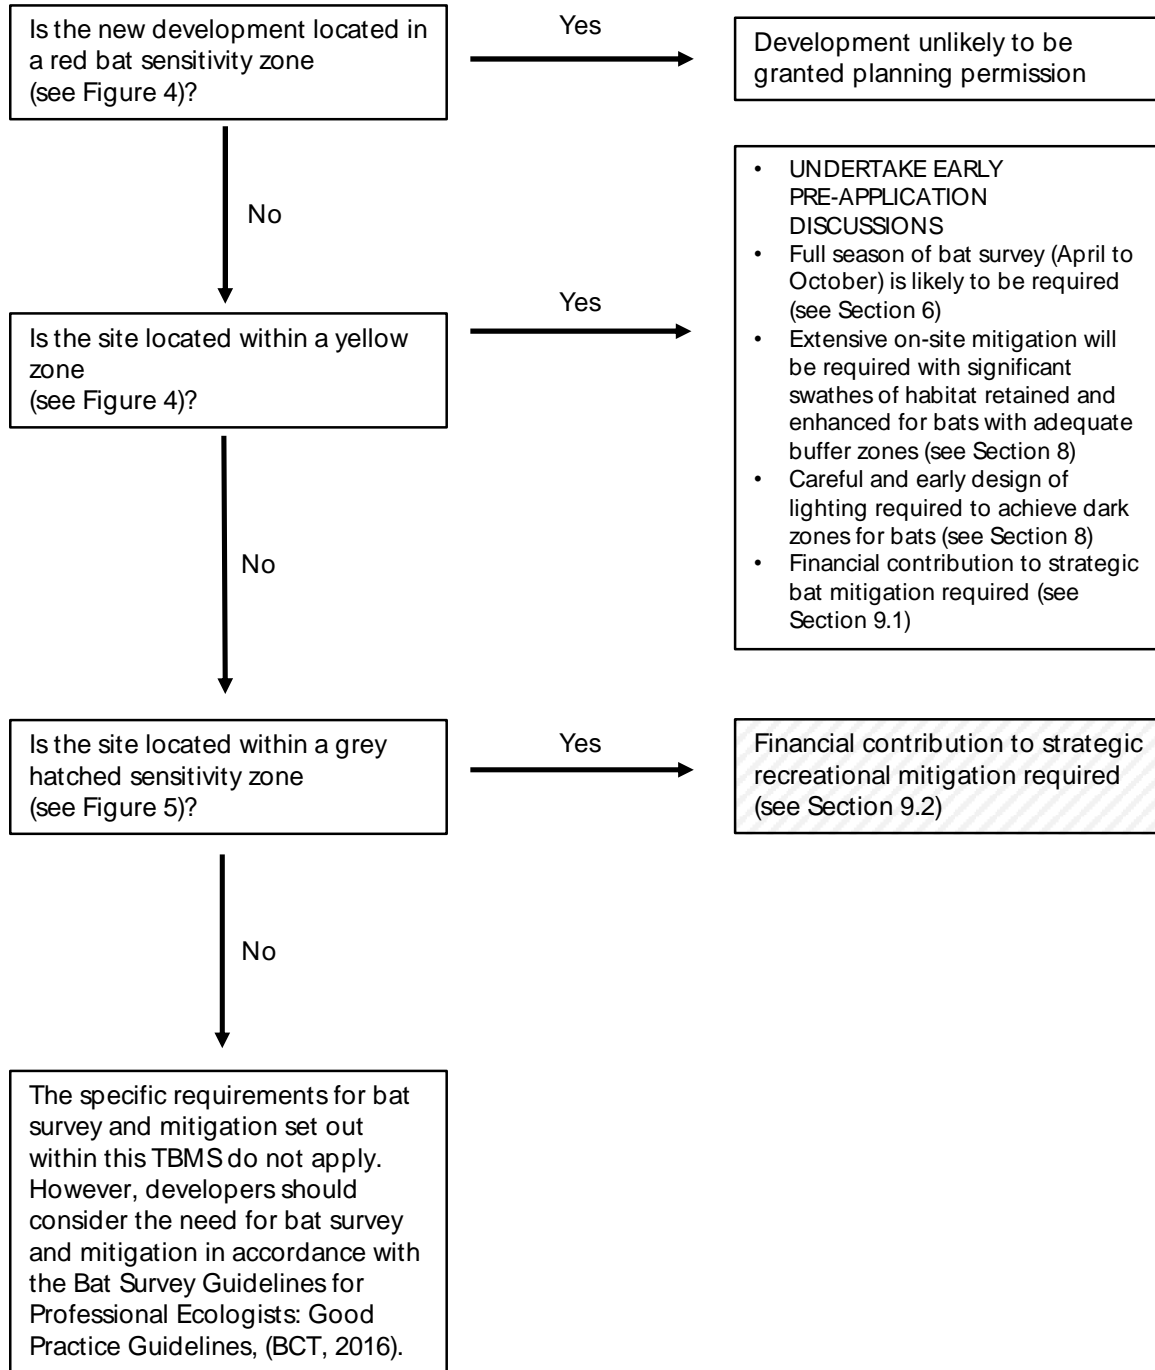 Is the new development located in
a red bat sensitivity zone
(see Figure 4)?
Yes
Development unlikely to be
granted planning permission
No
• UNDERTAKE EARLY
PRE-APPLICATION
DISCUSSIONS
• Full season of bat survey (April to
October) is likely to be required
(see Section 6)
• Extensive on-site mitigation will
be required with significant
swathes of habitat retained and
enhanced for bats with adequate
buffer zones (see Section 8)
• Careful and early design of
lighting required to achieve dark
zones for bats (see Section 8)
• Financial contribution to strategic
bat mitigation required (see
Section 9.1)
Yes
Is the site located within a yellow
zone
(see Figure 4)?
No
Is the site located within a grey
hatched sensitivity zone
(see Figure 5)?
Yes
Financial contribution to strategic
recreational mitigation required
(see Section 9.2)
No
The specific requirements for bat
survey and mitigation set out
within this TBMS do not apply.
However, developers should
consider the need for bat survey
and mitigation in accordance with
the Bat Survey Guidelines for
Professional Ecologists: Good
Practice Guidelines, (BCT, 2016).